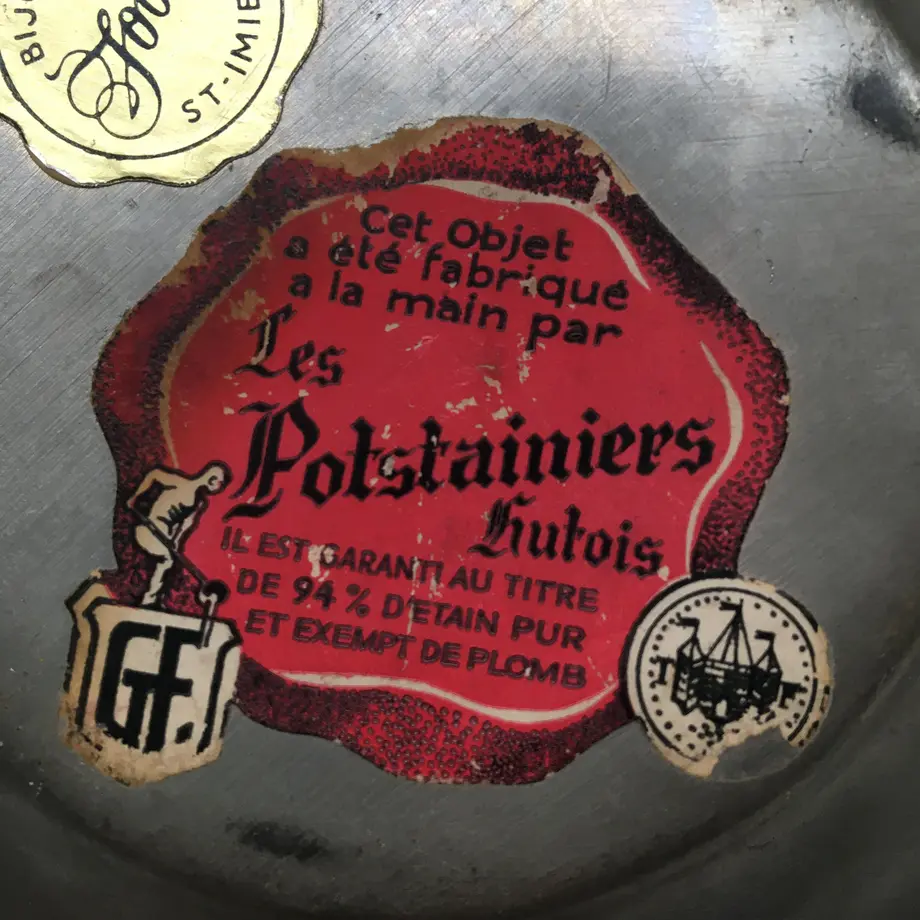 ST-IMIE
Cet Objet
a été fabriqué
a la main par
Les
Potstainiers
Hutois
IL EST GARANTI AU TITRE
DE 94 % D'ETAIN PUR
ET EXEMPT DE PLOMB
GF.